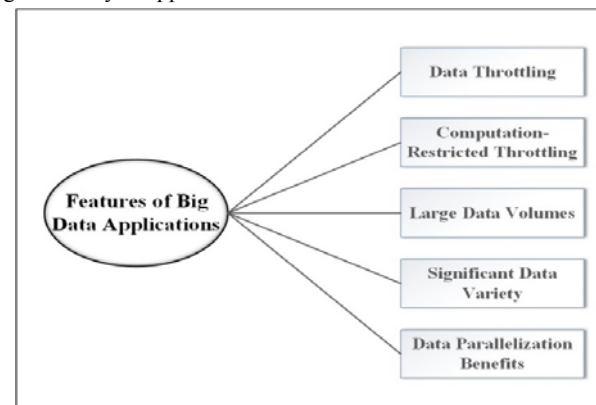 Data Throttling
Computation-
Restricted Throttling
Features of Big
Data Applications
Large Data Volumes
Significant Data
Variety
Data Parallelization
Benefits